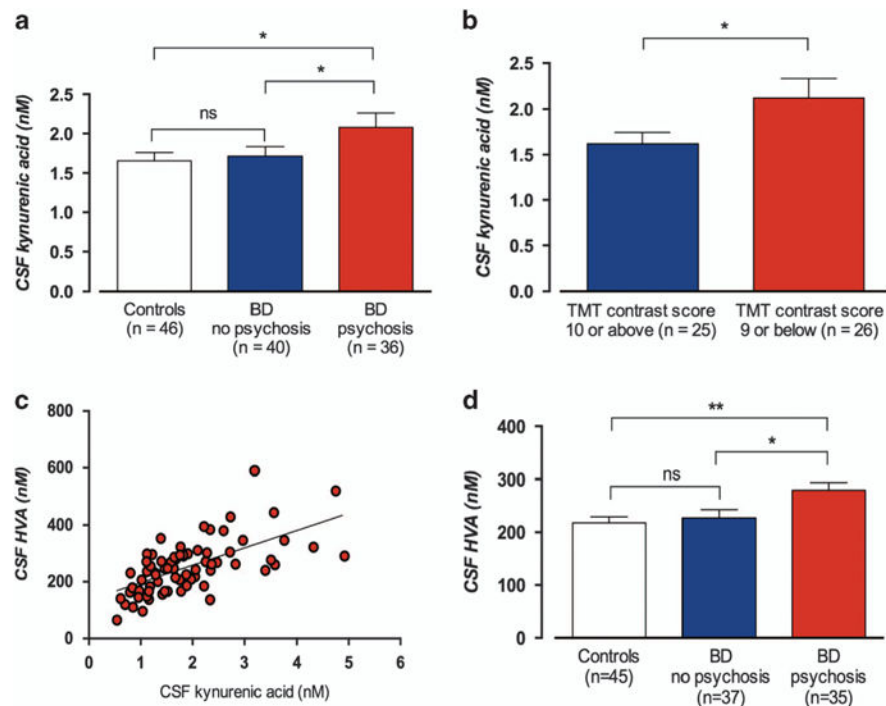 a
*
*
ns
CSF kynurenic acid (nM)
2.5
2.0
1.5
1.0
0.5
0.0
Controls
(n = 46)
BD
no psychosis
(n = 40)
BD
psychosis
(n = 36)
b
*
CSF kynurenic acid (nM)
2.5
2.0
1.5
1.0
0.5
0.0
TMT contrast score
10 or above (n = 25)
TMT contrast score
9 or below (n = 26)
c
CSF HVA (nM)
800
600
400
200
0
0 1 2 3 4 5 6
CSF kynurenic acid (nM)
d
**
*
ns
CSF HVA (nM)
400
300
200
100
0
Controls
(n=45)
BD
no psychosis
(n=37)
BD
psychosis
(n=35)